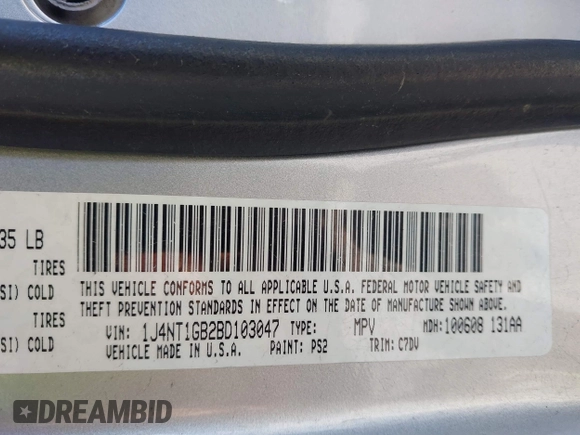 35 LB
TIRES
SI) COLD
TIRES
SI) COLD
THIS VEHICLE CONFORMS TO ALL APPLICABLE U.S.A. FEDERAL MOTOR VEHICLE SAFETY AND
THEFT PREVENTION STANDARDS IN EFFECT ON THE DATE OF MANUFACTURE SHOWN ABOVE.
VIN: 1J4NT1GB2BD103047 TYPE: MPV MDH: 100608 131AA
VEHICLE MADE IN U.S.A. PAINT: PS2 TRIM: C7DV
DREAMBID